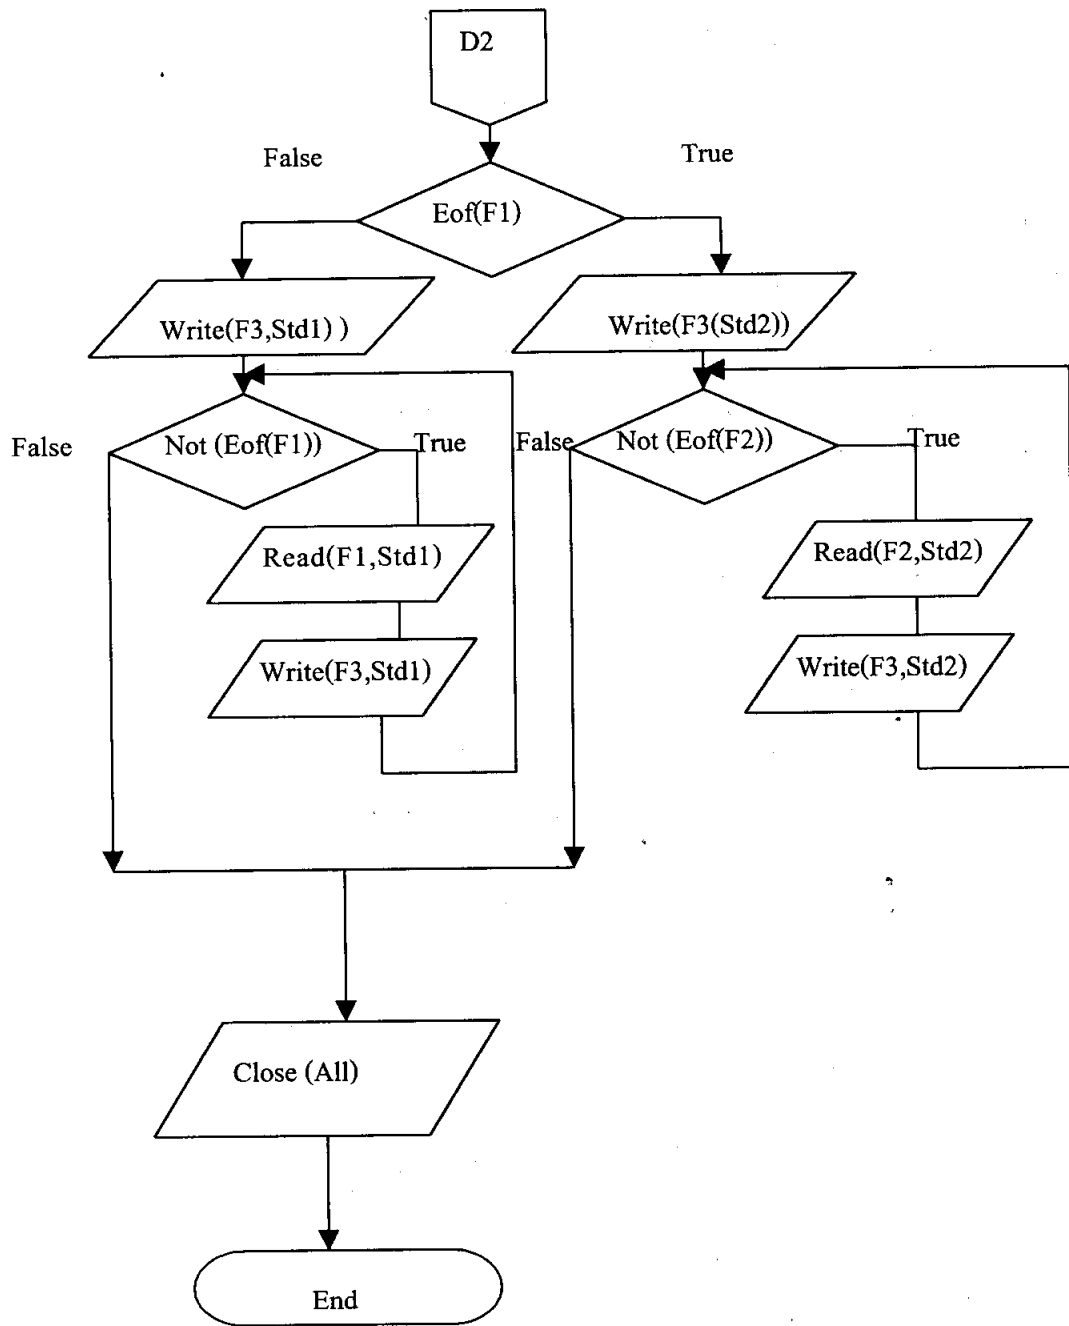 D2
False
True
Eof(F1)
Write(F3,Std1) )
Write(F3(Std2))
False
Not (Eof(F1))
True
False
Not (Eof(F2))
True
Read(F1,Std1)
Read(F2,Std2)
Write(F3,Std1)
Write(F3,Std2)
Close (All)
End